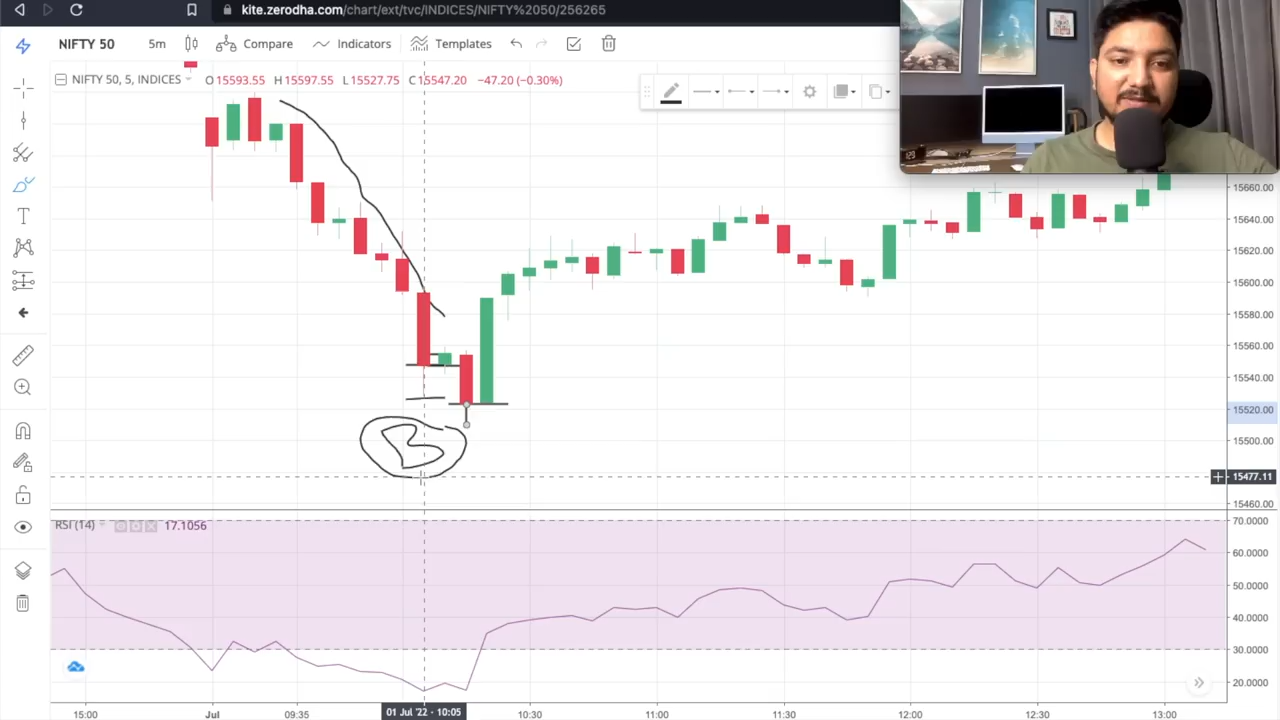 kite.zerodha.com/chart/ext/tvc/INDICES/NIFTY%2050/256265
NIFTY 50 5m Compare Indicators Templates
NIFTY 50, 5, INDICES O15593.55 H15597.55 L15527.75 C15547.20 −47.20 (−0.30%)
15660.00
15640.00
15620.00
15600.00
15580.00
15560.00
15540.00
15520.00
15500.00
B
15477.11
15460.00
RSI (14) 17.1056
70.0000
60.0000
50.0000
40.0000
30.0000
20.0000
15:00 Jul 09:35 01 Jul '22 - 10:05 10:30 11:00 11:30 12:00 12:30 13:00